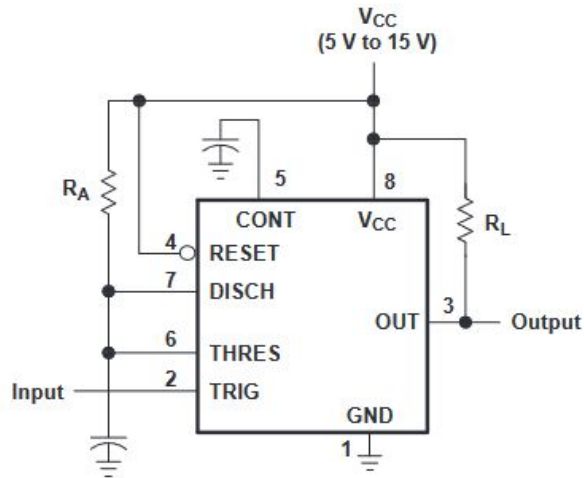 VCC
(5 V to 15 V)
5
8
RA
CONT
VCC
RL
4
RESET
7
DISCH
3
OUT
Output
6
THRES
2
Input
TRIG
GND
1